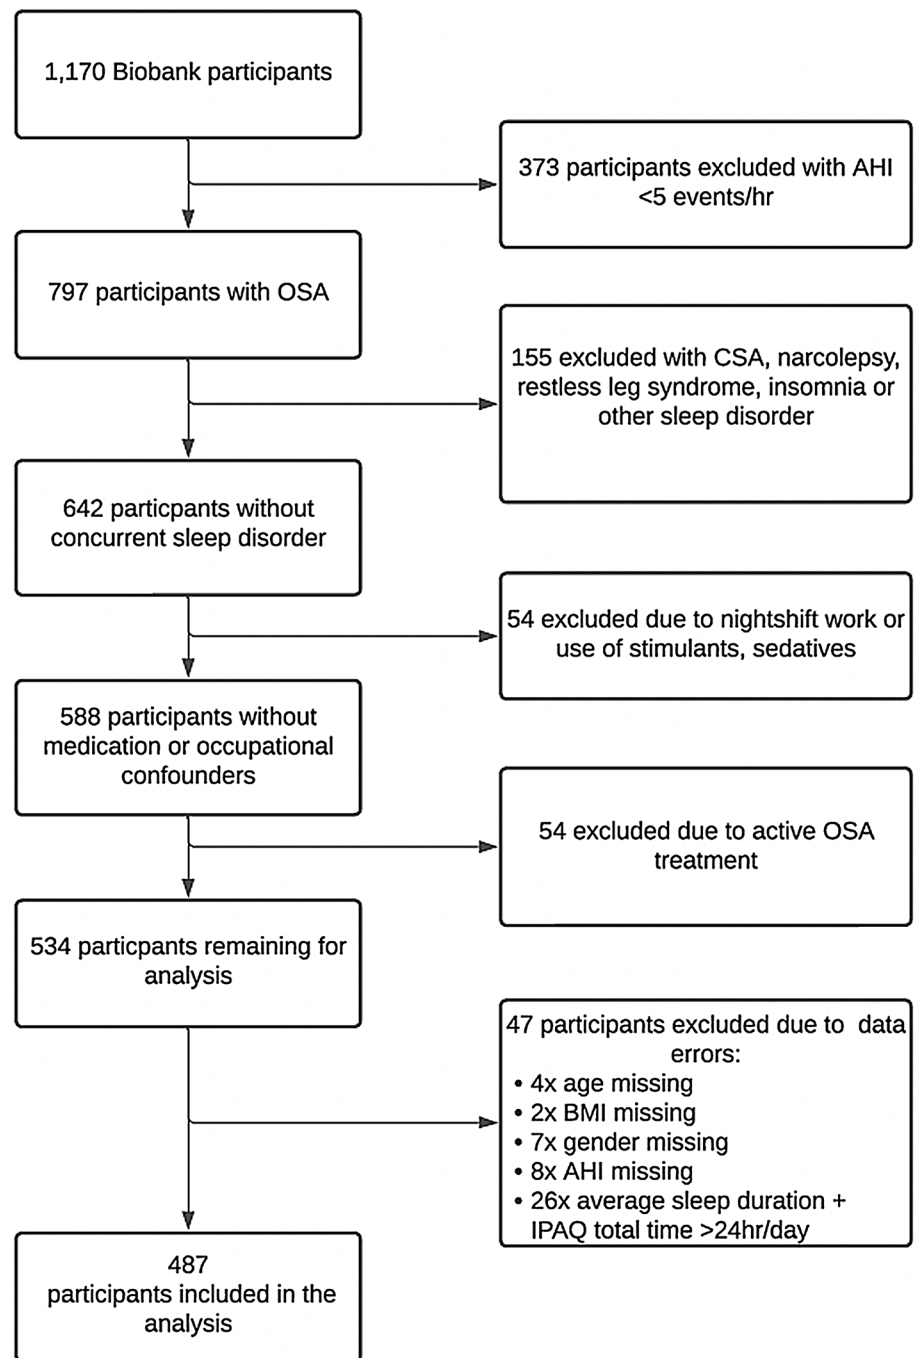 1,170 Biobank participants
373 participants excluded with AHI
<5 events/hr
797 participants with OSA
155 excluded with CSA, narcolepsy,
restless leg syndrome, insomnia or
other sleep disorder
642 particpants without
concurrent sleep disorder
54 excluded due to nightshift work or
use of stimulants, sedatives
588 participants without
medication or occupational
confounders
54 excluded due to active OSA
treatment
534 particpants remaining for
analysis
47 participants excluded due to  data
errors:
• 4x age missing
• 2x BMI missing
• 7x gender missing
• 8x AHI missing
• 26x average sleep duration +
IPAQ total time >24hr/day
487
participants included in the
analysis